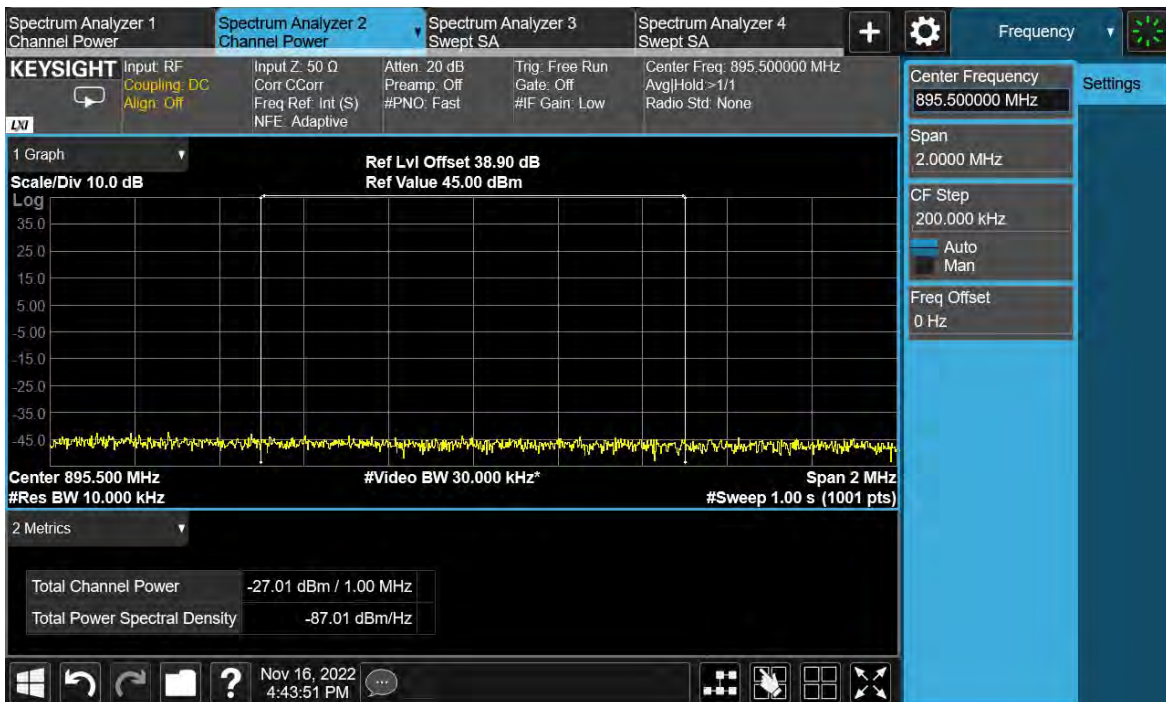 Spectrum Analyzer 1
Channel Power
Spectrum Analyzer 2
Channel Power
Spectrum Analyzer 3
Swept SA
Spectrum Analyzer 4
Swept SA
+
Frequency
KEYSIGHT
LXI
Input: RF
Coupling: DC
Align: Off
Input Z: 50 Ω
Corr CCorr
Freq Ref: Int (S)
NFE: Adaptive
Atten: 20 dB
Preamp: Off
#PNO: Fast
Trig: Free Run
Gate: Off
#IF Gain: Low
Center Freq: 895.500000 MHz
Avg|Hold:>1/1
Radio Std: None
Center Frequency
895.500000 MHz
Settings
Span
2.0000 MHz
CF Step
200.000 kHz
Auto
Man
Freq Offset
0 Hz
1 Graph
Scale/Div 10.0 dB
Ref Lvl Offset 38.90 dB
Ref Value 45.00 dBm
Log
35.0
25.0
15.0
5.00
-5.00
-15.0
-25.0
-35.0
-45.0
Center 895.500 MHz
#Video BW 30.000 kHz*
Span 2 MHz
#Res BW 10.000 kHz
#Sweep 1.00 s (1001 pts)
2 Metrics
Total Channel Power -27.01 dBm / 1.00 MHz
Total Power Spectral Density -87.01 dBm/Hz
?
Nov 16, 2022
4:43:51 PM